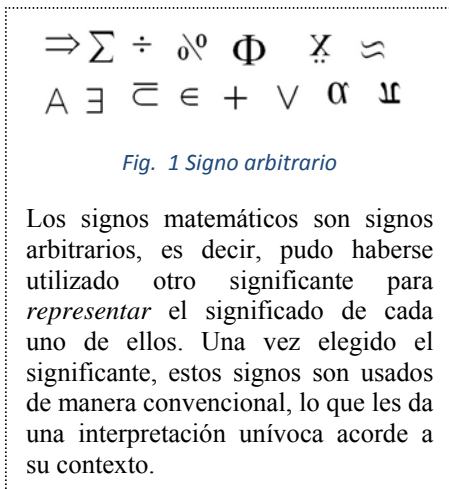 ⇒ ∑ ÷ % Φ Ẍ ≈
A ∃ ⊂ ∈ + ∨ α
Fig. 1 Signo arbitrario
Los signos matemáticos son signos
arbitrarios, es decir, pudo haberse
utilizado otro significante para
representar el significado de cada
uno de ellos. Una vez elegido el
significante, estos signos son usados
de manera convencional, lo que les da
una interpretación unívoca acorde a
su contexto.